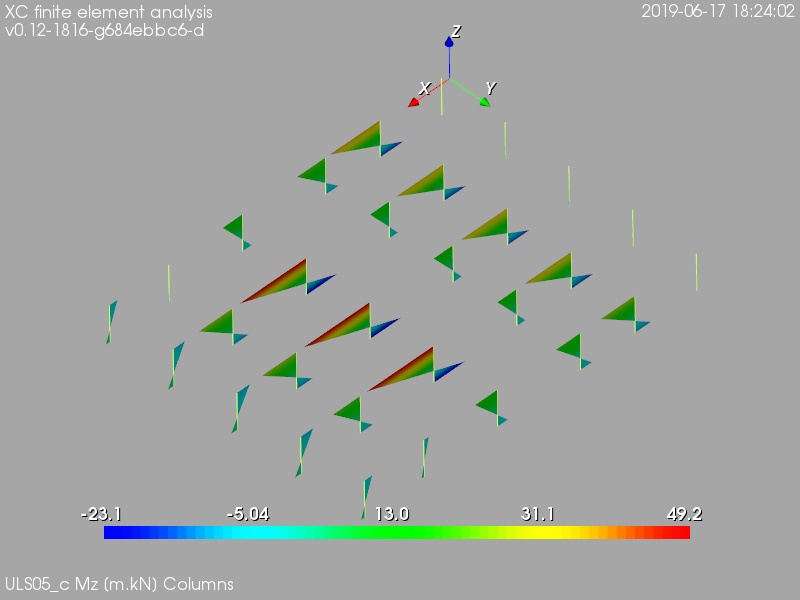 XC finite element analysis
v0.12-1816-g684ebbc6-d
2019-06-17 18:24:02
Z
X
Y
-23.1
-5.04
13.0
31.1
49.2
ULS05_c Mz (m.kN) Columns